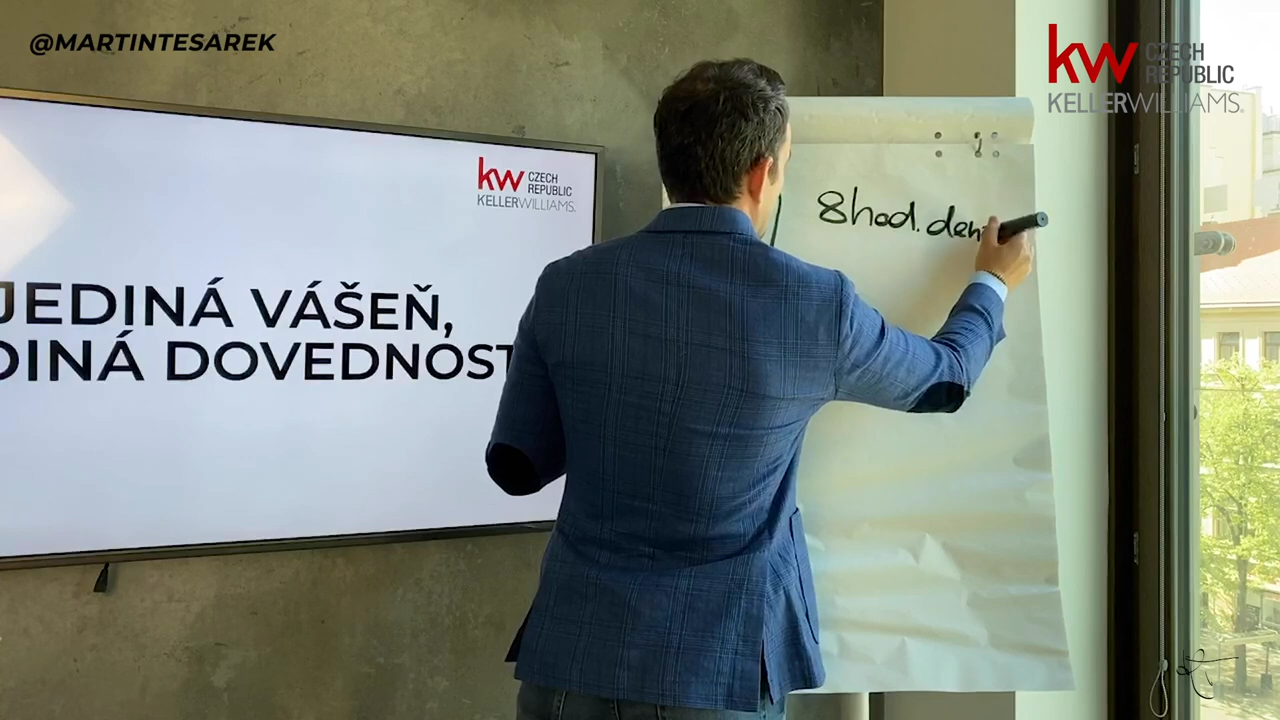 @MARTINTESAREK
kw CZECH REPUBLIC
KELLERWILLIAMS.
kw CZECH REPUBLIC
KELLERWILLIAMS.
JEDINÁ VÁŠEŇ,
DINÁ DOVEDNOST
8hod. den